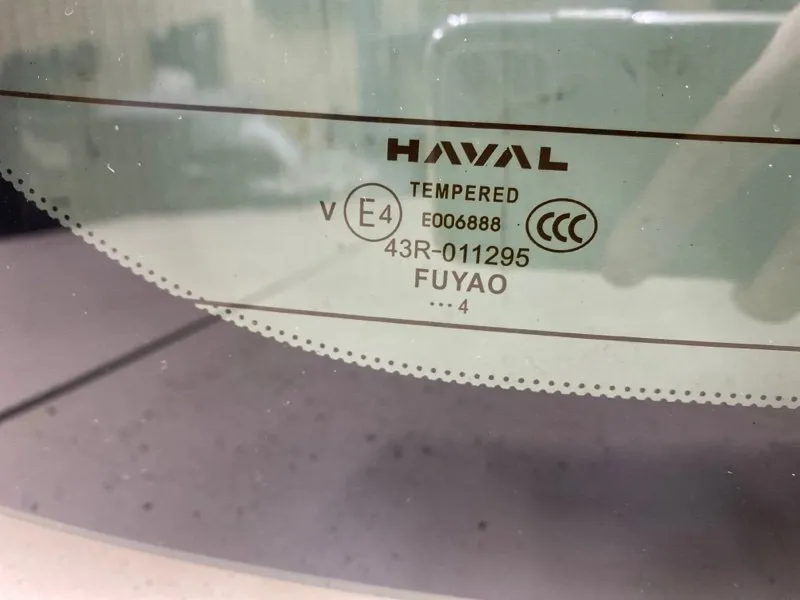 HAVAL
TEMPERED
V E4 E006888 CCC
43R-011295
FUYAO
•••4